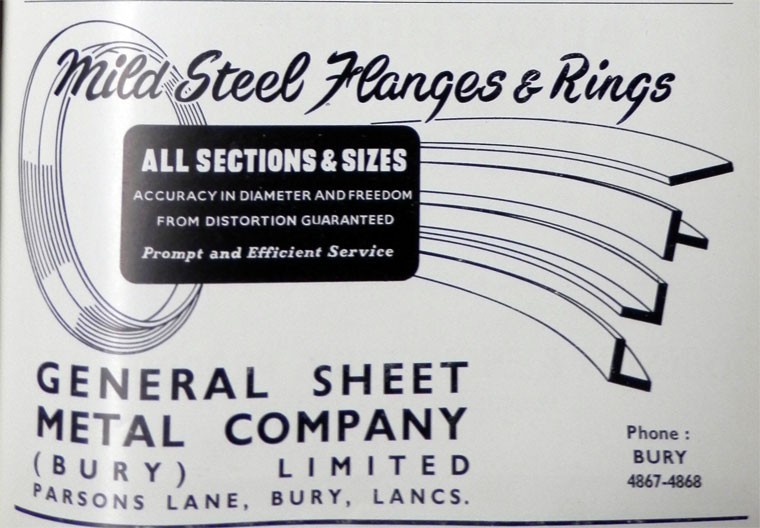 Mild Steel Flanges & Rings
ALL SECTIONS & SIZES
ACCURACY IN DIAMETER AND FREEDOM
FROM DISTORTION GUARANTEED
Prompt and Efficient Service
GENERAL SHEET
METAL COMPANY
(BURY) LIMITED
PARSONS LANE, BURY, LANCS.
Phone :
BURY
4867-4868